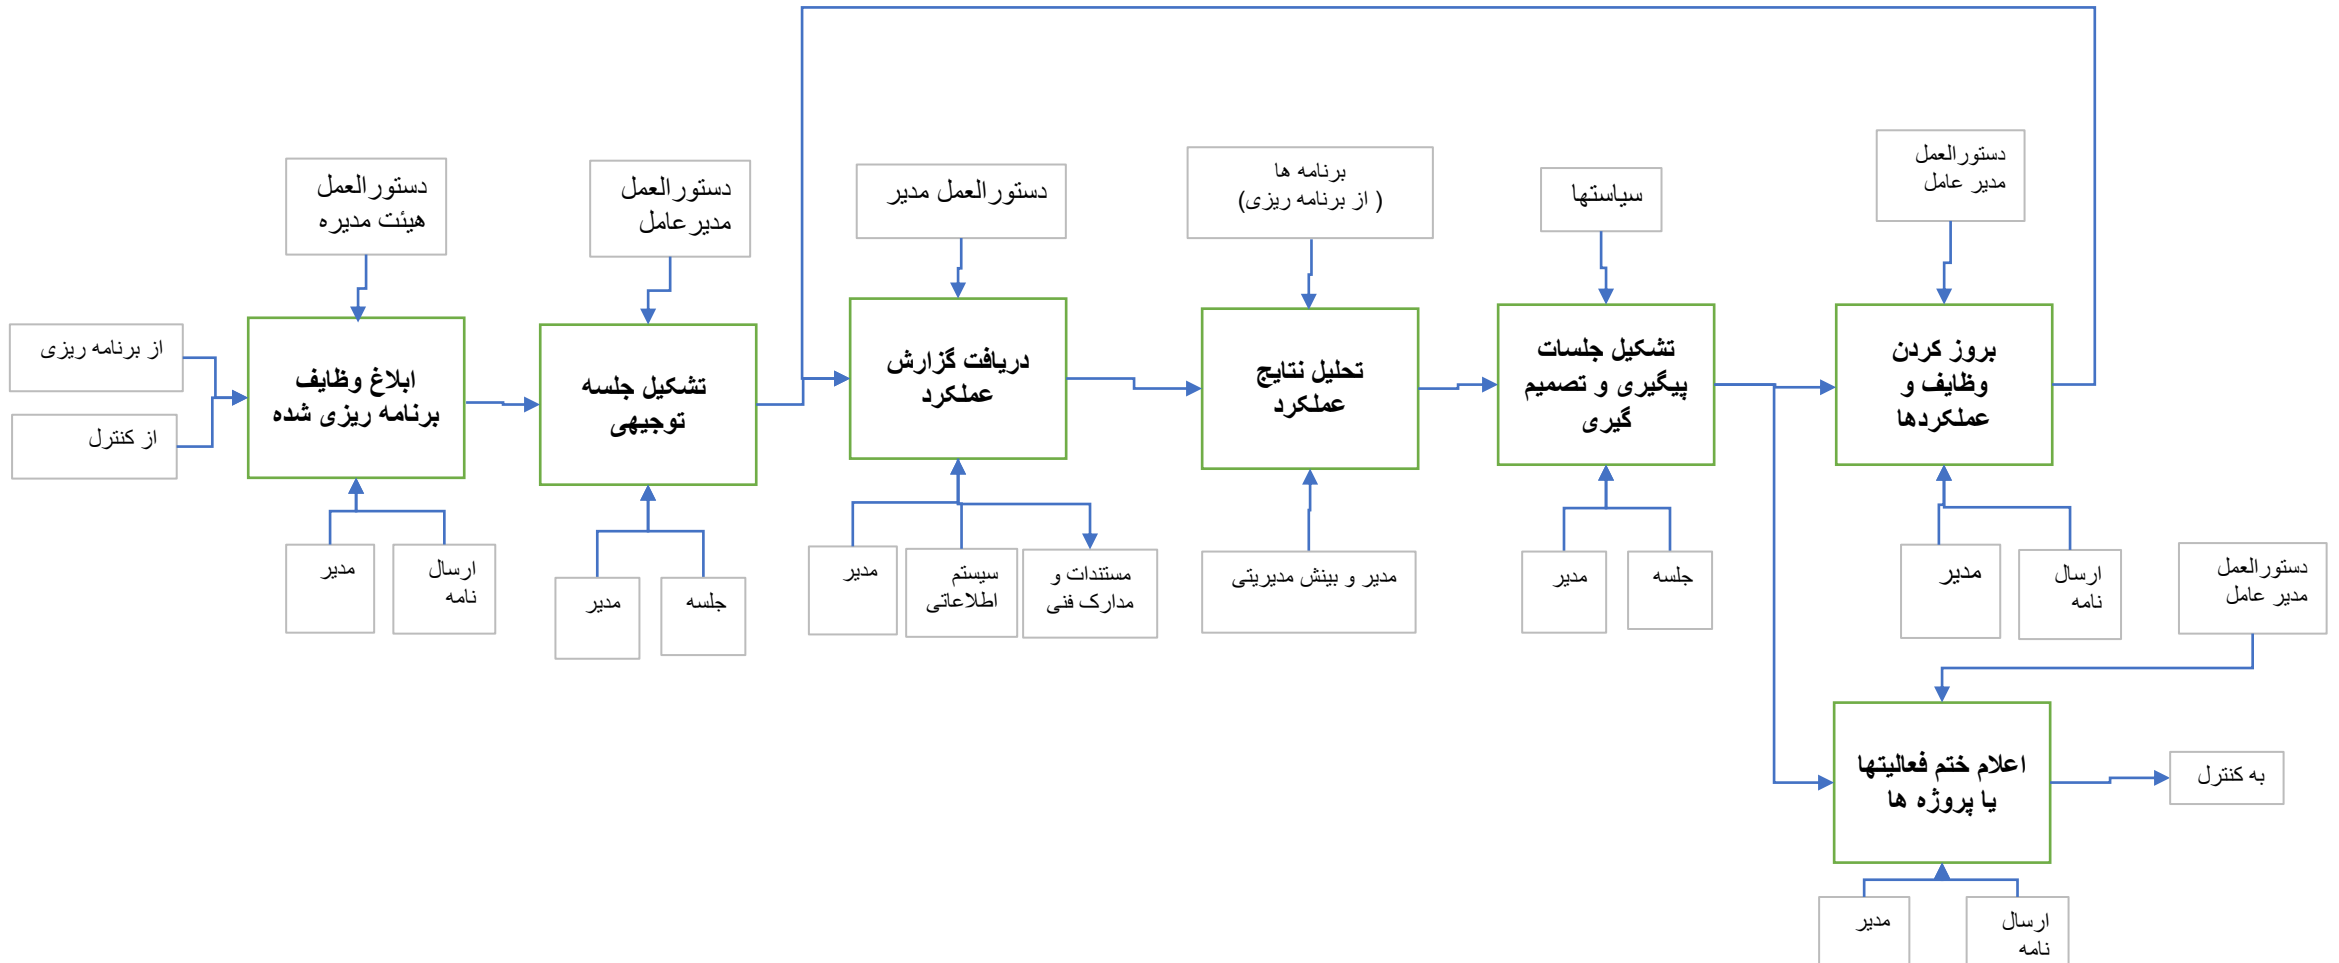 دستورالعمل
هیئت مدیره
دستورالعمل
مدیرعامل
دستورالعمل مدیر
برنامه ها
( از برنامه ریزی)
سیاستها
دستورالعمل
مدیر عامل
از برنامه ریزی
از کنترل
ابلاغ وظایف
برنامه ریزی شده
تشکیل جلسه
توجیهی
دریافت گزارش
عملکرد
تحلیل نتایج
عملکرد
تشکیل جلسات
پیگیری و تصمیم
گیری
بروز کردن
وظایف و
عملکردها
مدیر
ارسال
نامه
مدیر
جلسه
مدیر
سیستم
اطلاعاتی
مستندات و
مدارک فنی
مدیر و بینش مدیریتی
مدیر
جلسه
مدیر
ارسال
نامه
دستورالعمل
مدیر عامل
اعلام ختم فعالیتها
یا پروژه ها
به کنترل
مدیر
ارسال
نامه